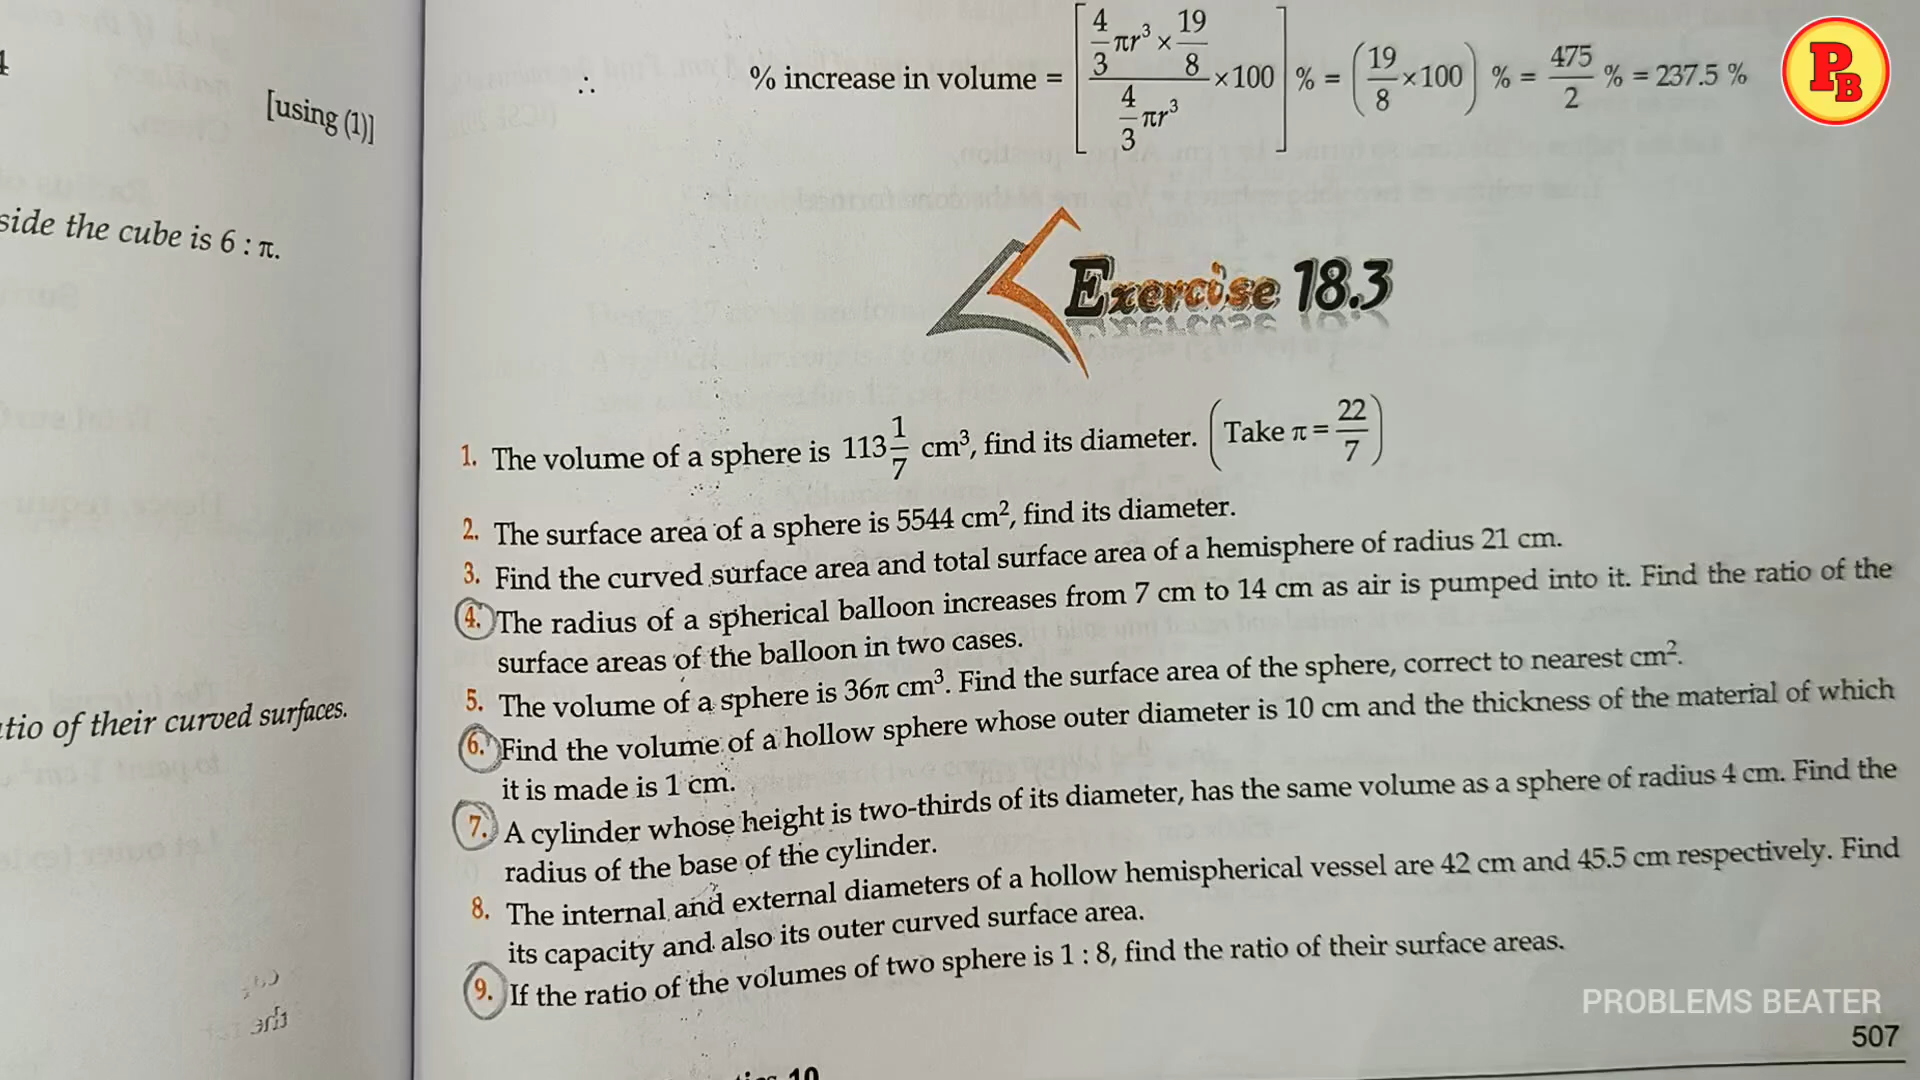 [using (1)]
side the cube is 6 : π.
tio of their curved surfaces.
∴ % increase in volume = [4/3 πr³ × 19/8 / 4/3 πr³ × 100] % = (19/8 × 100) % = 475/2 % = 237.5 %
PB
Exercise 18.3
1. The volume of a sphere is 113 1/7 cm³, find its diameter. (Take π = 22/7)
2. The surface area of a sphere is 5544 cm², find its diameter.
3. Find the curved surface area and total surface area of a hemisphere of radius 21 cm.
4. The radius of a spherical balloon increases from 7 cm to 14 cm as air is pumped into it. Find the ratio of the
surface areas of the balloon in two cases.
5. The volume of a sphere is 36π cm³. Find the surface area of the sphere, correct to nearest cm².
6. Find the volume of a hollow sphere whose outer diameter is 10 cm and the thickness of the material of which
it is made is 1 cm.
7. A cylinder whose height is two-thirds of its diameter, has the same volume as a sphere of radius 4 cm. Find the
radius of the base of the cylinder.
8. The internal and external diameters of a hollow hemispherical vessel are 42 cm and 45.5 cm respectively. Find
its capacity and also its outer curved surface area.
9. If the ratio of the volumes of two sphere is 1 : 8, find the ratio of their surface areas.
PROBLEMS BEATER
507
10